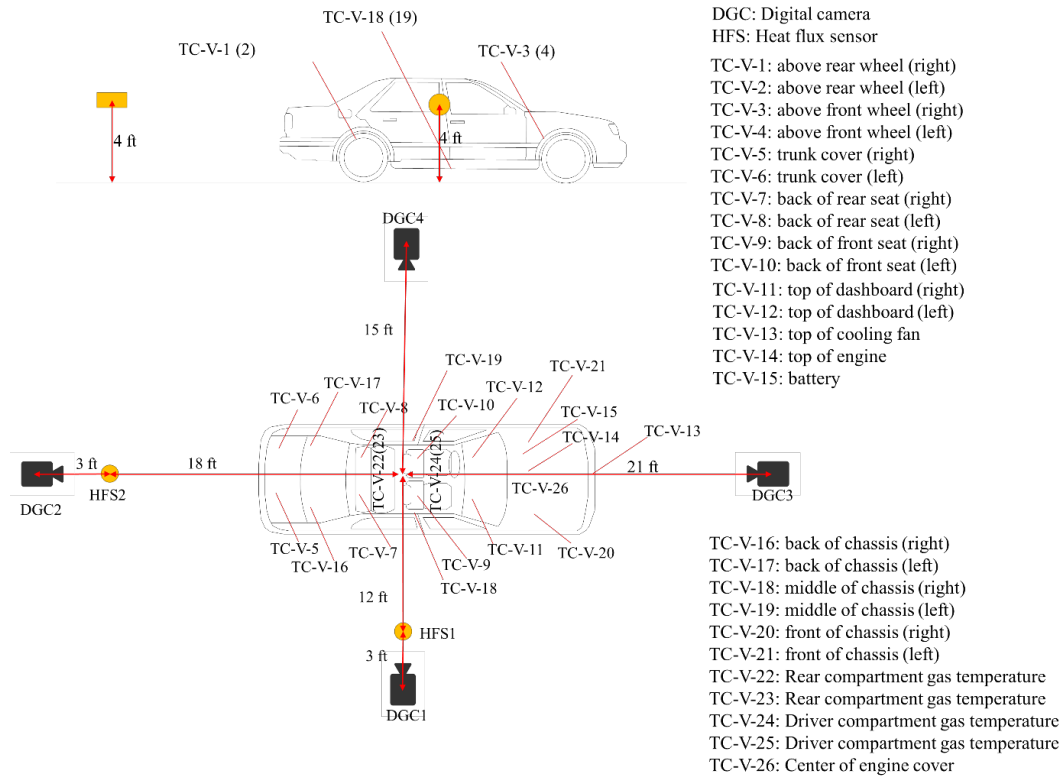 TC-V-18 (19)
TC-V-1 (2)
TC-V-3 (4)
4 ft
4 ft
DGC: Digital camera
HFS: Heat flux sensor
TC-V-1: above rear wheel (right)
TC-V-2: above rear wheel (left)
TC-V-3: above front wheel (right)
TC-V-4: above front wheel (left)
TC-V-5: trunk cover (right)
TC-V-6: trunk cover (left)
TC-V-7: back of rear seat (right)
TC-V-8: back of rear seat (left)
TC-V-9: back of front seat (right)
TC-V-10: back of front seat (left)
TC-V-11: top of dashboard (right)
TC-V-12: top of dashboard (left)
TC-V-13: top of cooling fan
TC-V-14: top of engine
TC-V-15: battery
DGC4
15 ft
TC-V-19
TC-V-21
TC-V-17
TC-V-12
TC-V-6
TC-V-8
TC-V-10
TC-V-15
TC-V-13
TC-V-14
TC-V-22(23)
TC-V-24(25)
3 ft
18 ft
21 ft
TC-V-26
HFS2
DGC2
DGC3
TC-V-5
TC-V-7
TC-V-11
TC-V-20
TC-V-16
TC-V-9
TC-V-18
12 ft
HFS1
3 ft
DGC1
TC-V-16: back of chassis (right)
TC-V-17: back of chassis (left)
TC-V-18: middle of chassis (right)
TC-V-19: middle of chassis (left)
TC-V-20: front of chassis (right)
TC-V-21: front of chassis (left)
TC-V-22: Rear compartment gas temperature
TC-V-23: Rear compartment gas temperature
TC-V-24: Driver compartment gas temperature
TC-V-25: Driver compartment gas temperature
TC-V-26: Center of engine cover